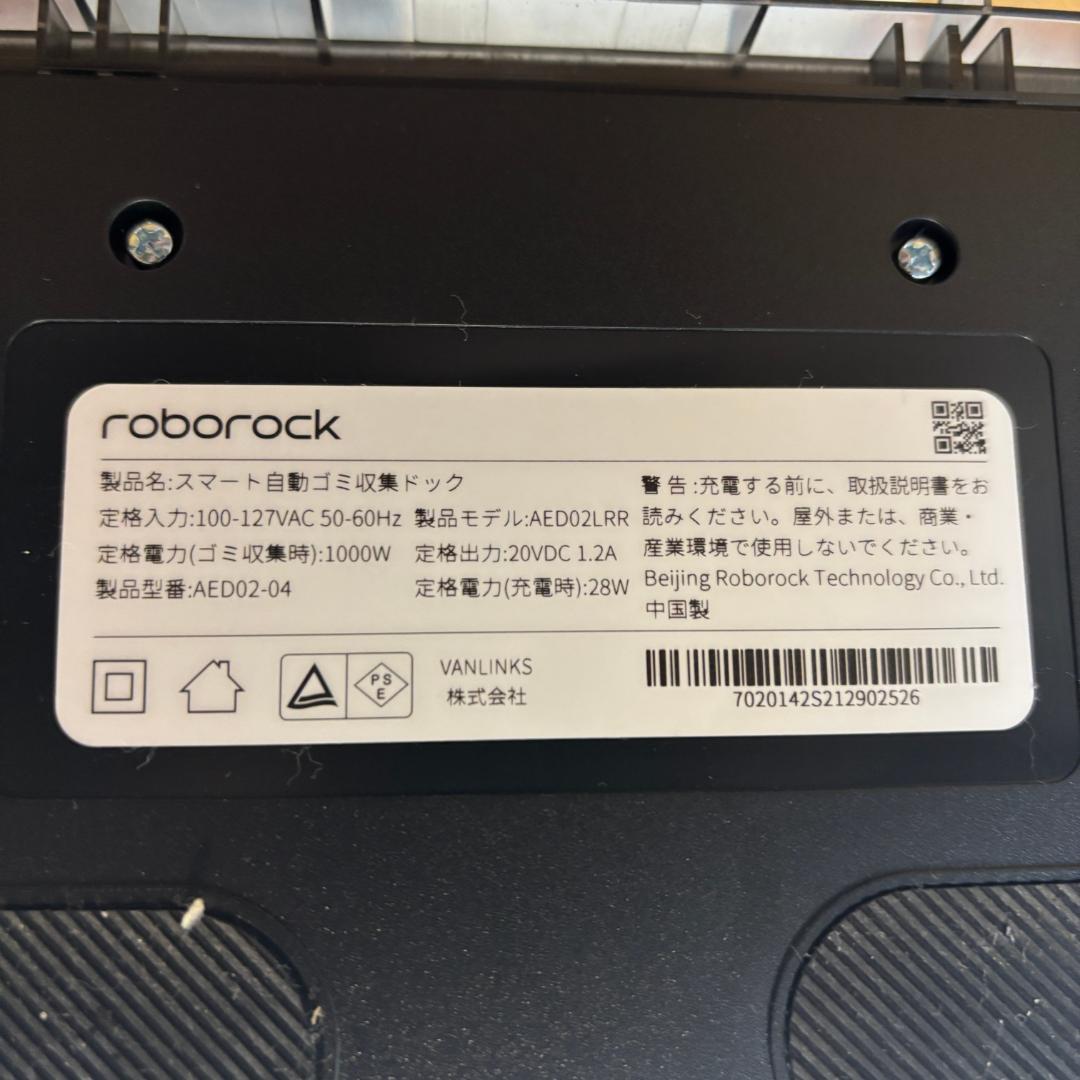 roborock
製品名:スマート自動ゴミ収集ドック
定格入力:100-127VAC 50-60Hz 製品モデル:AED02LRR
定格電力(ゴミ収集時):1000W 定格出力:20VDC 1.2A
製品型番:AED02-04 定格電力(充電時):28W
警告:充電する前に、取扱説明書をお
読みください。屋外または、商業・
産業環境で使用しないでください。
Beijing Roborock Technology Co., Ltd.
中国製
PS
E
VANLINKS
株式会社
7020142S212902526